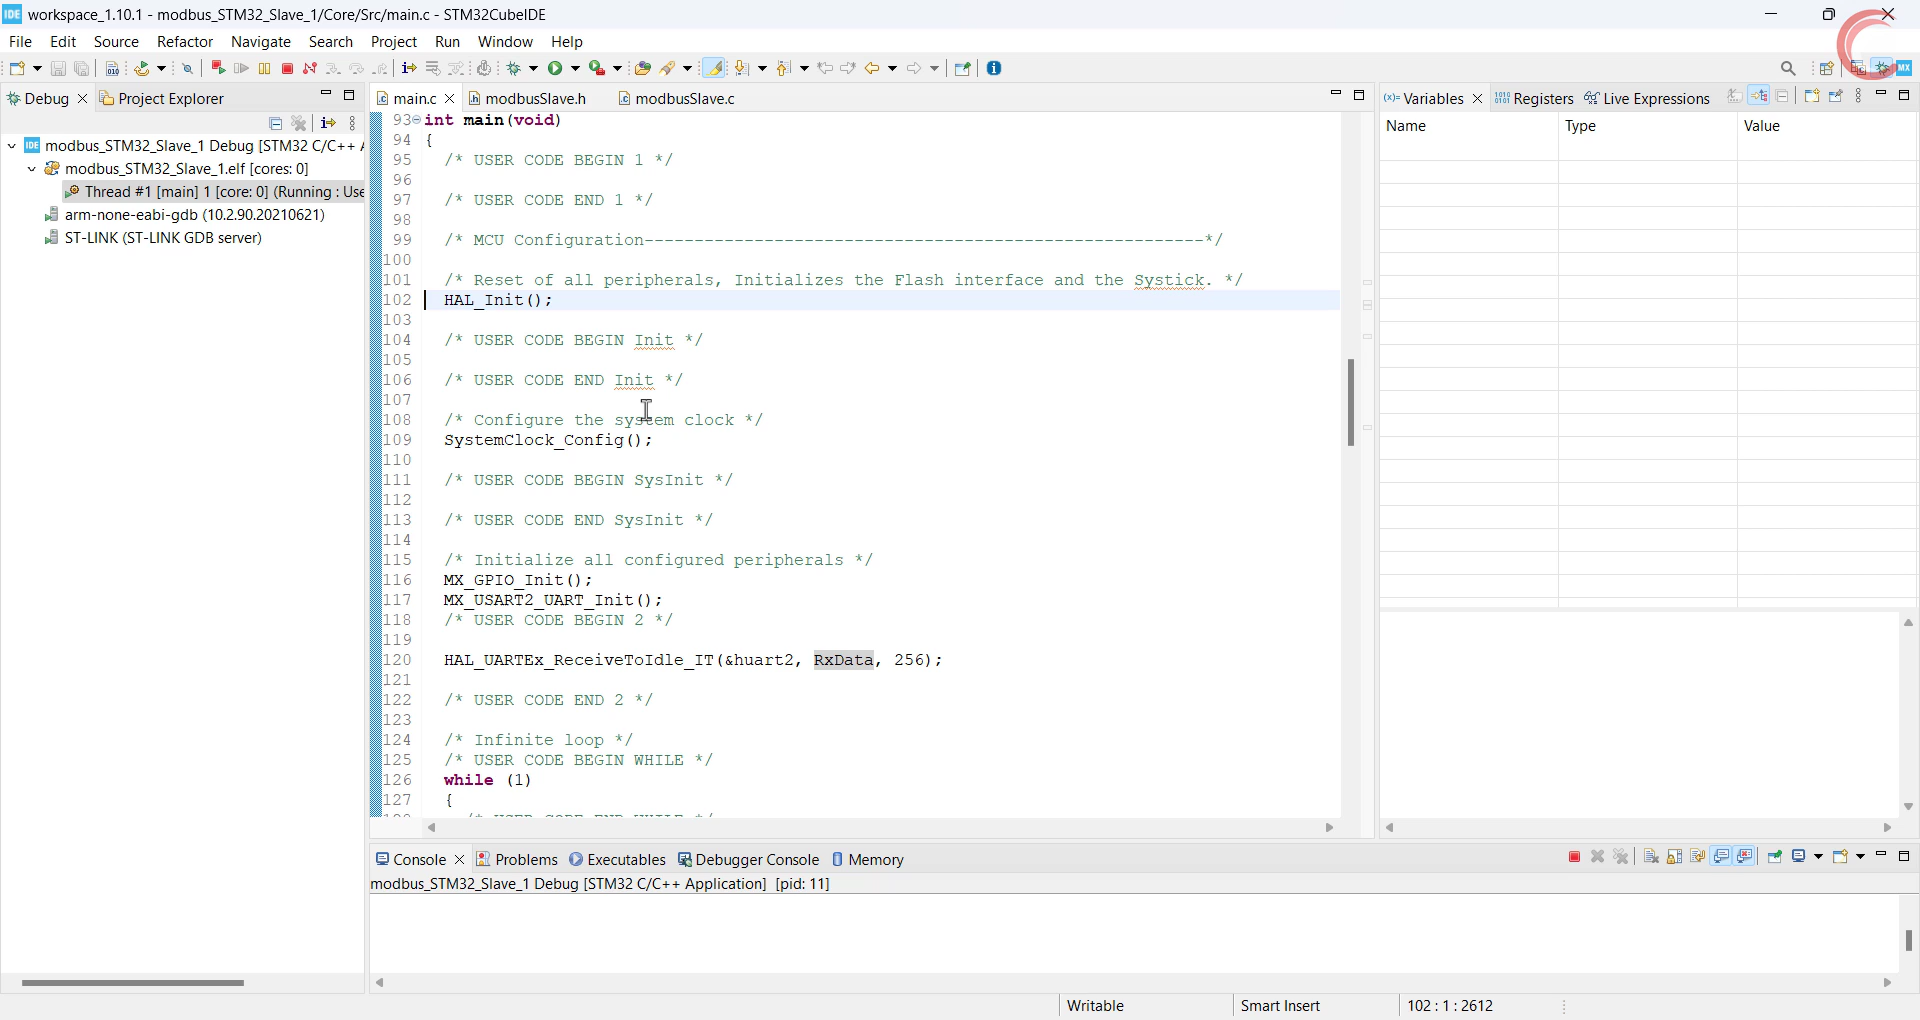 IDE workspace_1.10.1 - modbus_STM32_Slave_1/Core/Src/main.c - STM32CubeIDE
File Edit Source Refactor Navigate Search Project Run Window Help
MX
Debug Project Explorer
main.c modbusSlave.h modbusSlave.c
(x)= Variables Registers Live Expressions
Name Type Value
IDE modbus_STM32_Slave_1 Debug [STM32 C/C++ A
modbus_STM32_Slave_1.elf [cores: 0]
Thread #1 [main] 1 [core: 0] (Running : Use
arm-none-eabi-gdb (10.2.90.20210621)
ST-LINK (ST-LINK GDB server)
93 int main(void)
94 {
95 /* USER CODE BEGIN 1 */
96
97 /* USER CODE END 1 */
98
99 /* MCU Configuration--------------------------------------------------------*/
100
101 /* Reset of all peripherals, Initializes the Flash interface and the Systick. */
102 HAL_Init();
103
104 /* USER CODE BEGIN Init */
105
106 /* USER CODE END Init */
107
108 /* Configure the system clock */
109 SystemClock_Config();
110
111 /* USER CODE BEGIN SysInit */
112
113 /* USER CODE END SysInit */
114
115 /* Initialize all configured peripherals */
116 MX_GPIO_Init();
117 MX_USART2_UART_Init();
118 /* USER CODE BEGIN 2 */
119
120 HAL_UARTEx_ReceiveToIdle_IT(&huart2, RxData, 256);
121
122 /* USER CODE END 2 */
123
124 /* Infinite loop */
125 /* USER CODE BEGIN WHILE */
126 while (1)
127 {
Console Problems Executables Debugger Console Memory
modbus_STM32_Slave_1 Debug [STM32 C/C++ Application] [pid: 11]
Writable Smart Insert 102 : 1 : 2612